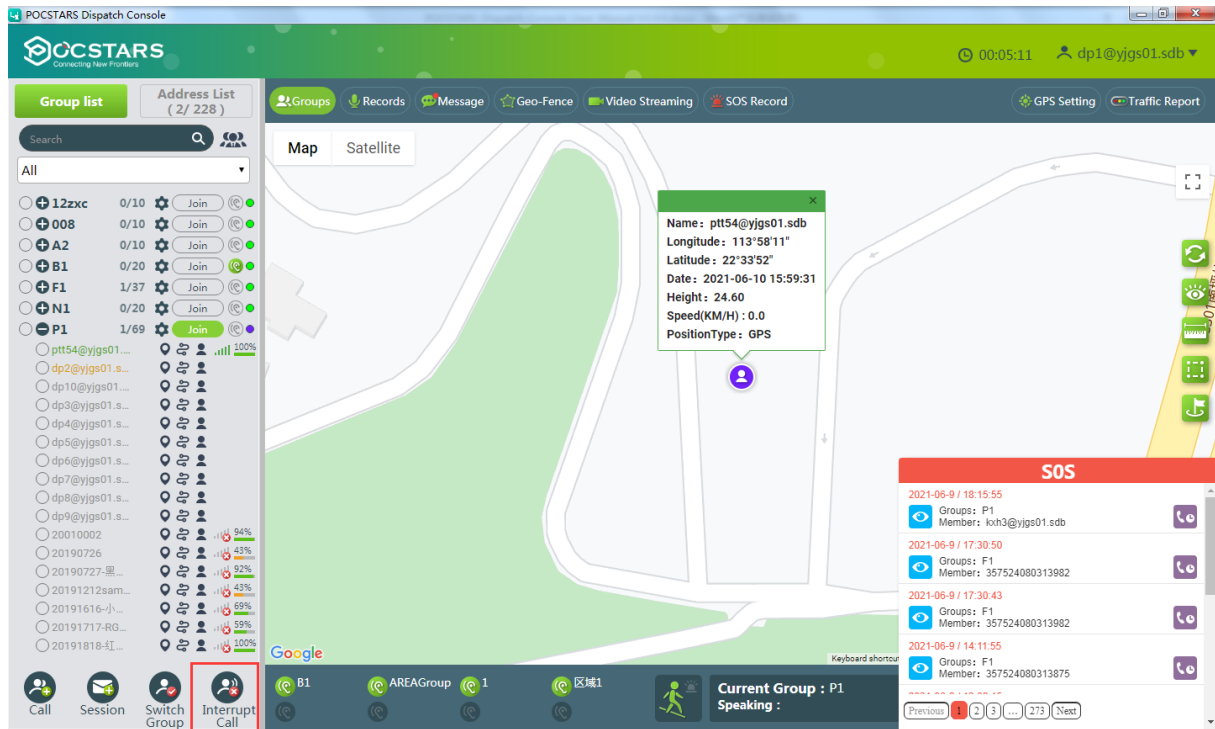 POCSTARS Dispatch Console
POCSTARS
Connecting New Frontiers
00:05:11
dp1@yjgs01.sdb ▼
Group list
Address List
( 2/ 228 )
Groups
Records
Message
Geo-Fence
Video Streaming
SOS Record
GPS Setting
Traffic Report
Search
All
12zxc 0/10 Join
008 0/10 Join
A2 0/10 Join
B1 0/20 Join
F1 1/37 Join
N1 0/20 Join
P1 1/69 Join
ptt54@yjgs01.... 100%
dp2@yjgs01.s...
dp10@yjgs01....
dp3@yjgs01.s...
dp4@yjgs01.s...
dp5@yjgs01.s...
dp6@yjgs01.s...
dp7@yjgs01.s...
dp8@yjgs01.s...
dp9@yjgs01.s...
20010002 94%
20190726 43%
20190727-黑... 92%
20191212sam... 43%
20191616-小... 69%
20191717-RG... 59%
20191818-红... 100%
Call
Session
Switch
Group
Interrupt
Call
Map
Satellite
Name： ptt54@yjgs01.sdb
Longitude： 113°58'11"
Latitude： 22°33'52"
Date： 2021-06-10 15:59:31
Height： 24.60
Speed(KM/H) : 0.0
PositionType： GPS
Google
Keyboard shortcu
B1
AREAGroup
1
区域1
Current Group : P1
Speaking :
SOS
2021-06-9 / 18:15:55
Groups: P1
Member: kxh3@yjgs01.sdb
2021-06-9 / 17:30:50
Groups: F1
Member: 357524080313982
2021-06-9 / 17:30:43
Groups: F1
Member: 357524080313982
2021-06-9 / 14:11:55
Groups: F1
Member: 357524080313875
Previous 1 2 3 ... 273 Next